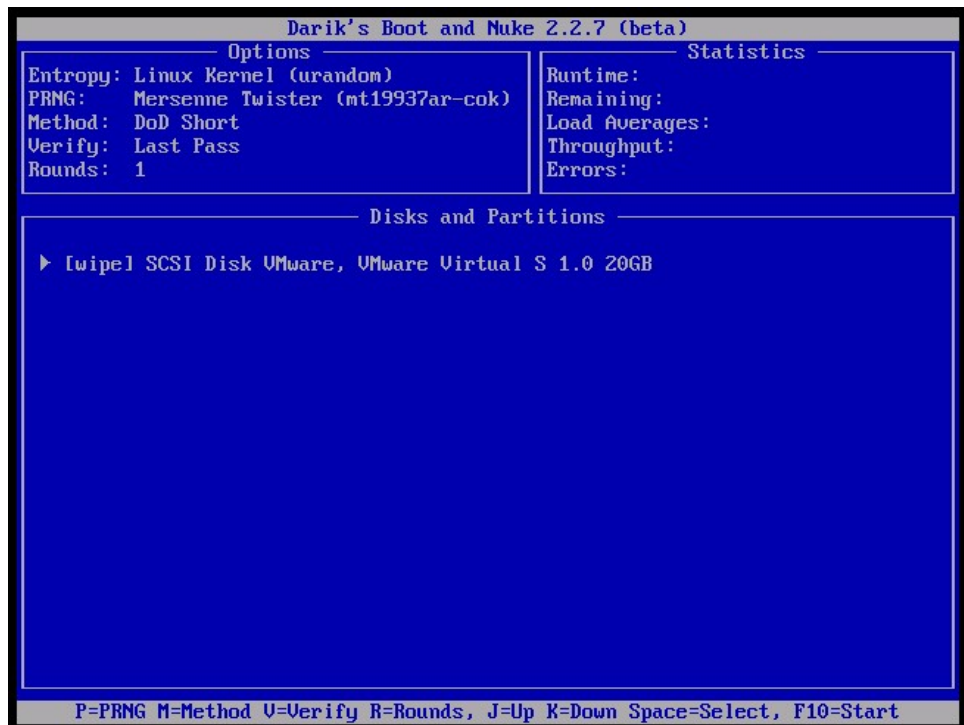 Darik's Boot and Nuke 2.2.7 (beta)
Options
Entropy: Linux Kernel (urandom)
PRNG: Mersenne Twister (mt19937ar-cok)
Method: DoD Short
Verify: Last Pass
Rounds: 1
Statistics
Runtime:
Remaining:
Load Averages:
Throughput:
Errors:
Disks and Partitions
[wipe] SCSI Disk VMware, VMware Virtual S 1.0 20GB
P=PRNG M=Method V=Verify R=Rounds, J=Up K=Down Space=Select, F10=Start